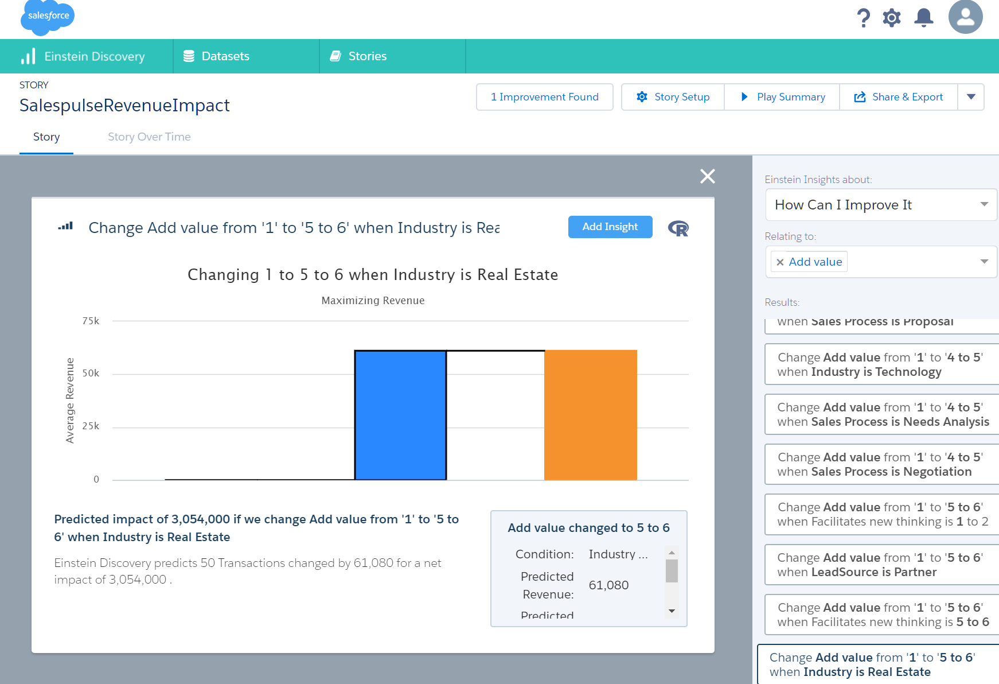 salesforce
?
Einstein Discovery
Datasets
Stories
STORY
SalespulseRevenueImpact
1 Improvement Found
Story Setup
Play Summary
Share & Export
Story
Story Over Time
Change Add value from '1' to '5 to 6' when Industry is Rea
Add Insight
R
Changing 1 to 5 to 6 when Industry is Real Estate
Maximizing Revenue
Average Revenue
75k
50k
25k
0
Predicted impact of 3,054,000 if we change Add value from '1' to '5 to
6' when Industry is Real Estate
Einstein Discovery predicts 50 Transactions changed by 61,080 for a net
impact of 3,054,000 .
Add value changed to 5 to 6
Condition: Industry ...
Predicted
Revenue: 61,080
Predicted
Einstein Insights about:
How Can I Improve It
Relating to:
× Add value
Results:
when Sales Process is Proposal
Change Add value from '1' to '4 to 5'
when Industry is Technology
Change Add value from '1' to '4 to 5'
when Sales Process is Needs Analysis
Change Add value from '1' to '4 to 5'
when Sales Process is Negotiation
Change Add value from '1' to '5 to 6'
when Facilitates new thinking is 1 to 2
Change Add value from '1' to '5 to 6'
when LeadSource is Partner
Change Add value from '1' to '5 to 6'
when Facilitates new thinking is 5 to 6
Change Add value from '1' to '5 to 6'
when Industry is Real Estate